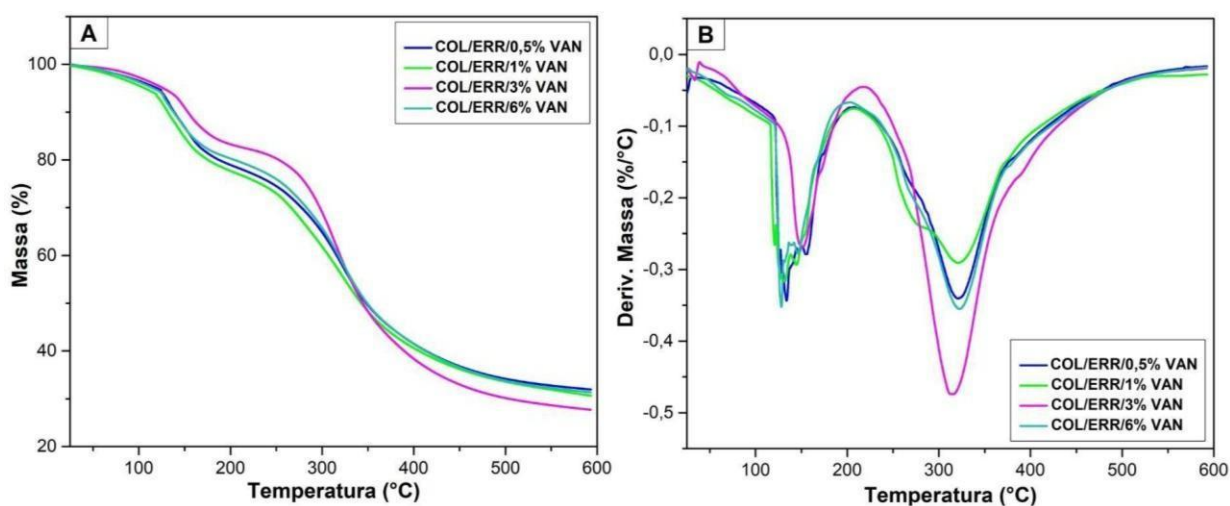 A
COL/ERR/0,5% VAN
COL/ERR/1% VAN
COL/ERR/3% VAN
COL/ERR/6% VAN
100
80
60
40
20
Massa (%)
100 200 300 400 500 600
Temperatura (°C)
B
0,0
-0,1
-0,2
-0,3
-0,4
-0,5
Deriv. Massa (%/°C)
COL/ERR/0,5% VAN
COL/ERR/1% VAN
COL/ERR/3% VAN
COL/ERR/6% VAN
100 200 300 400 500 600
Temperatura (°C)